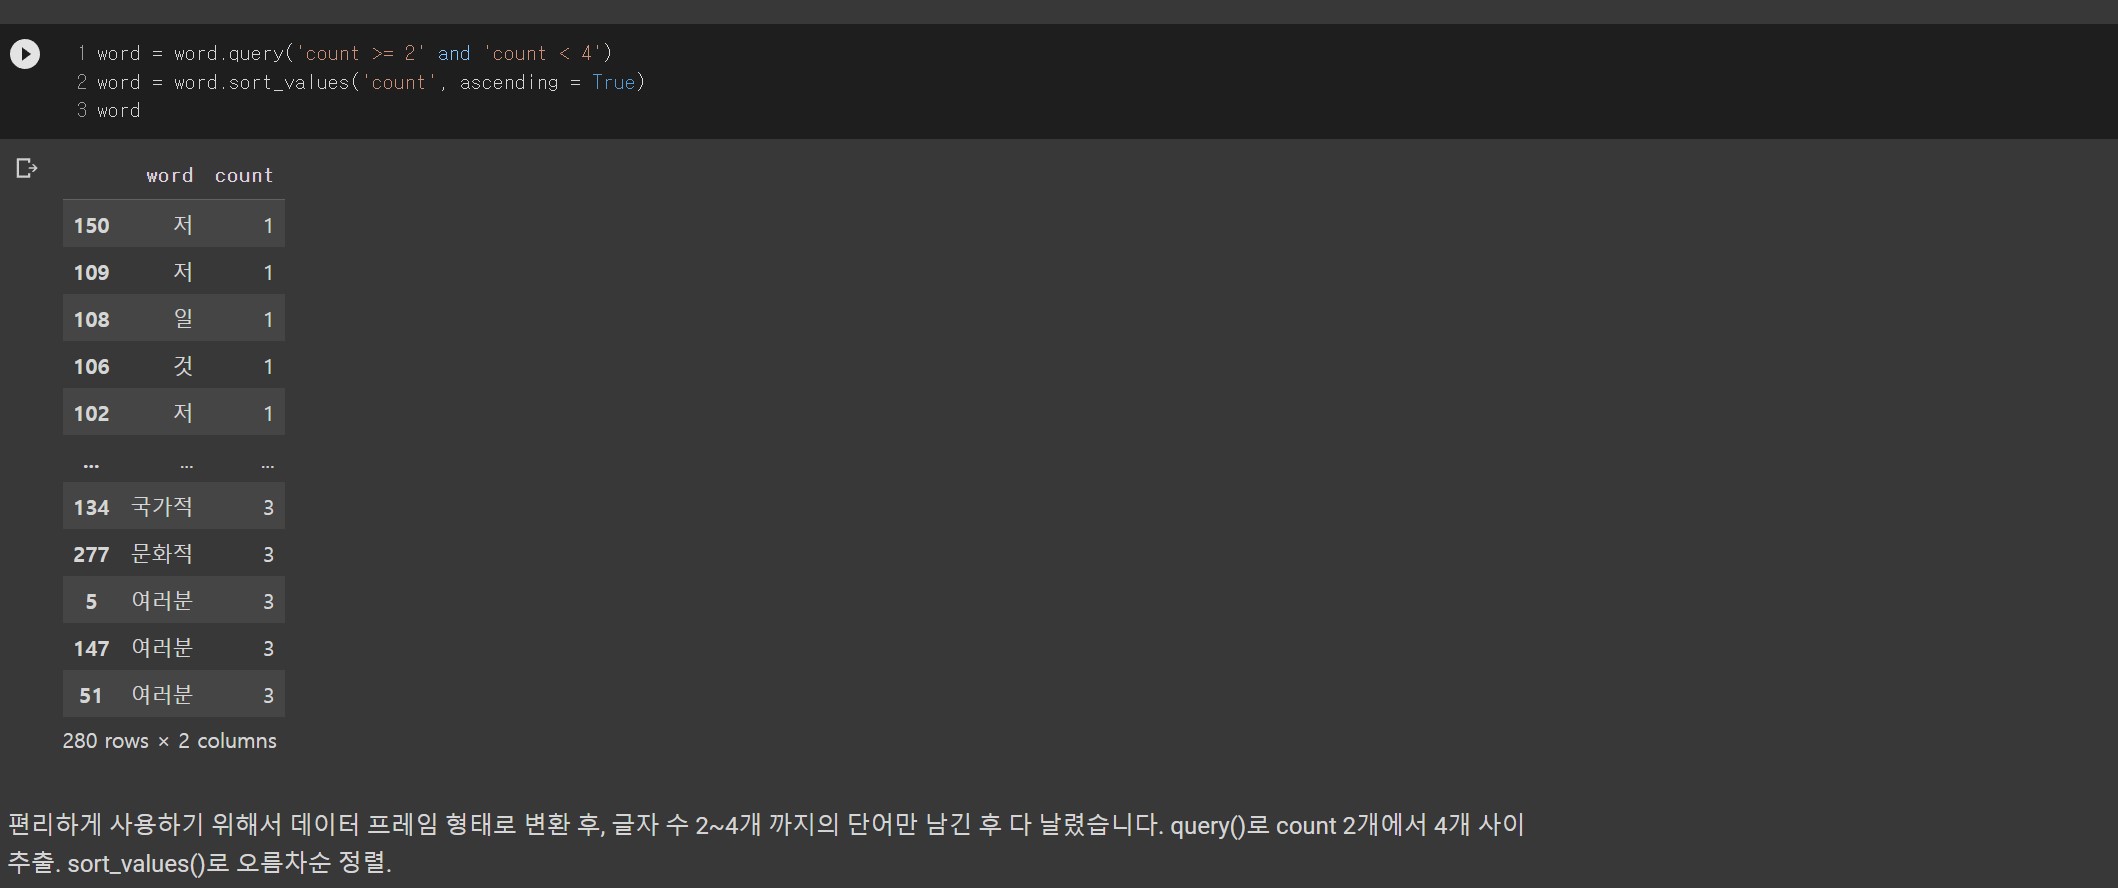 1 word = word.query('count >= 2' and 'count < 4')
2 word = word.sort_values('count', ascending = True)
3 word
word count
150 저 1
109 저 1
108 일 1
106 것 1
102 저 1
... ... ...
134 국가적 3
277 문화적 3
5 여러분 3
147 여러분 3
51 여러분 3
280 rows × 2 columns
편리하게 사용하기 위해서 데이터 프레임 형태로 변환 후, 글자 수 2~4개 까지의 단어만 남긴 후 다 날렸습니다. query()로 count 2개에서 4개 사이
추출. sort_values()로 오름차순 정렬.